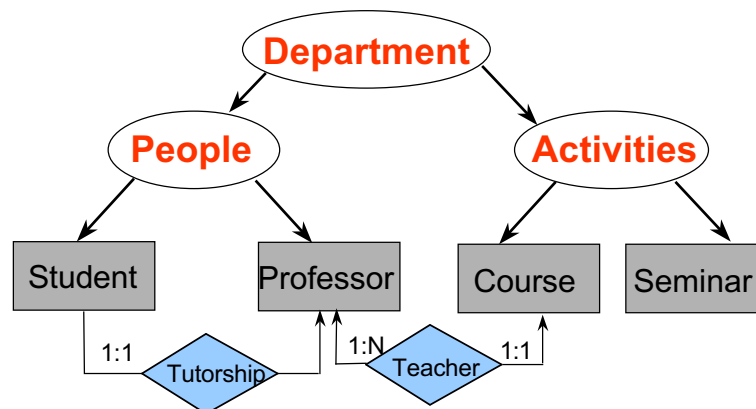 Department
People
Activities
Student
Professor
Course
Seminar
1:1
Tutorship
1:N
Teacher
1:1